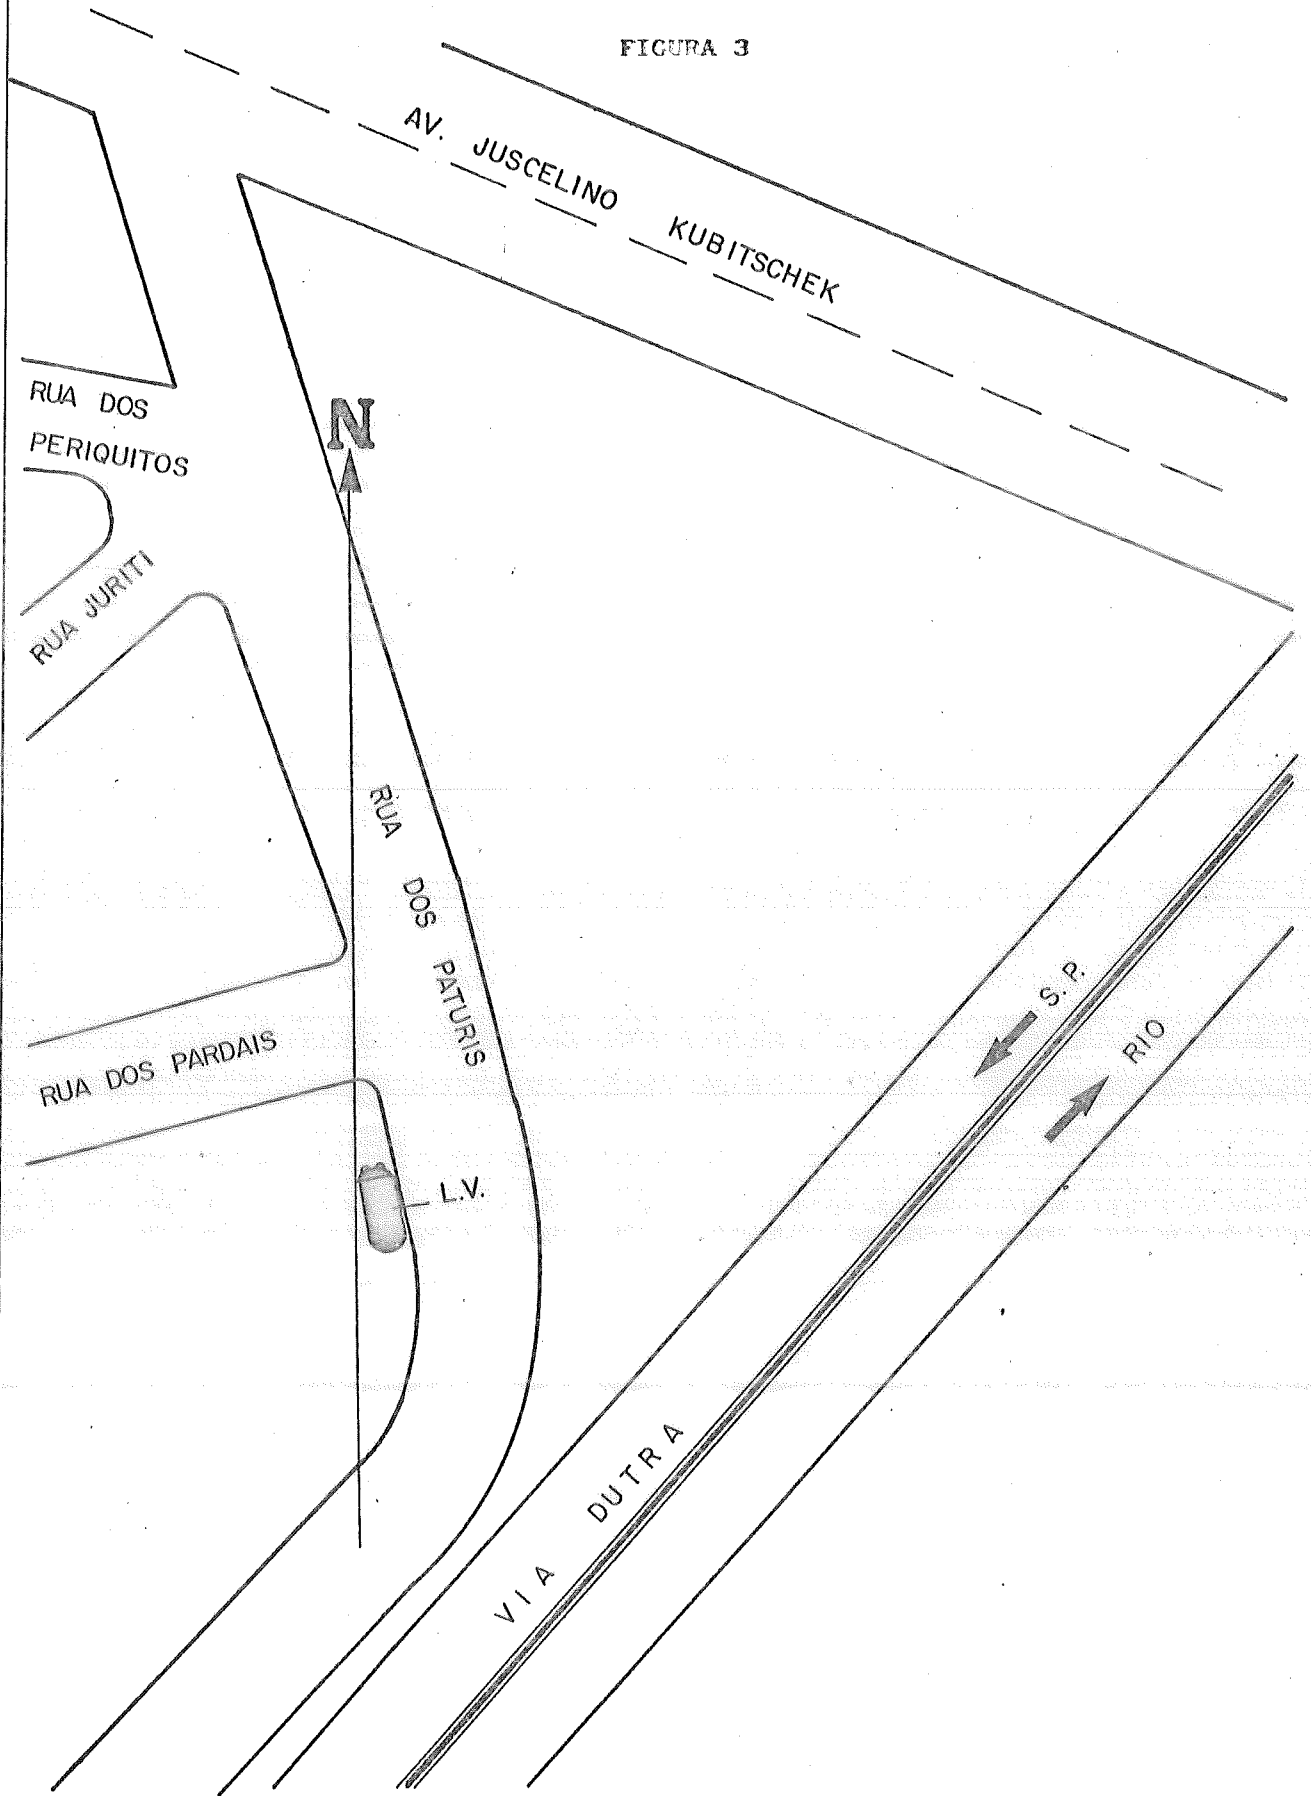 FIGURA 3
AV. JUSCELINO KUBITSCHEK
RUA DOS
PERIQUITOS
N
RUA JURITI
RUA DOS PATURIS
S. P.
RIO
RUA DOS PARDAIS
L.V.
VIA DUTRA